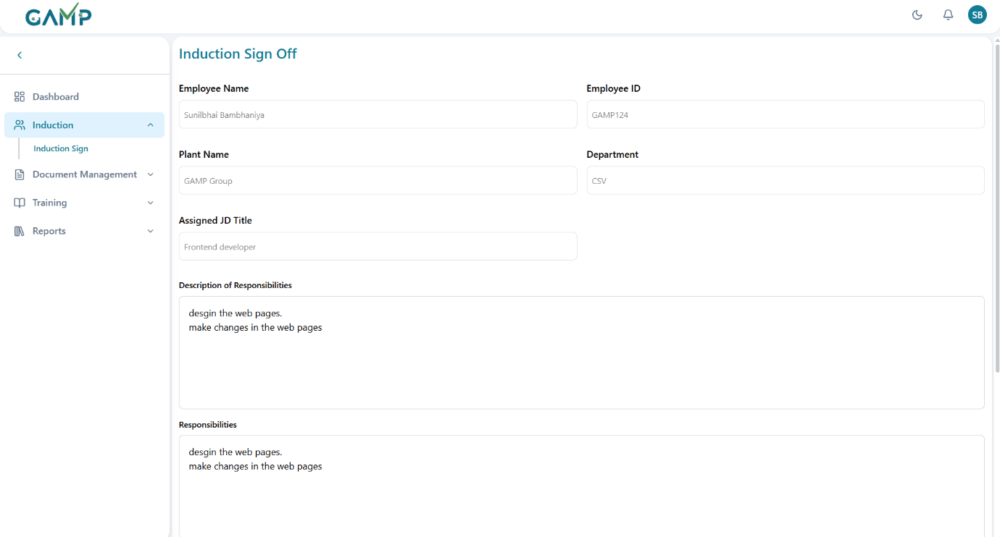 GAMP
SB
Induction Sign Off
Dashboard
Induction
Induction Sign
Document Management
Training
Reports
Employee Name
Employee ID
Sunilbhai Bambhaniya
GAMP124
Plant Name
Department
GAMP Group
CSV
Assigned JD Title
Frontend developer
Description of Responsibilities
desgin the web pages.
make changes in the web pages
Responsibilities
desgin the web pages.
make changes in the web pages